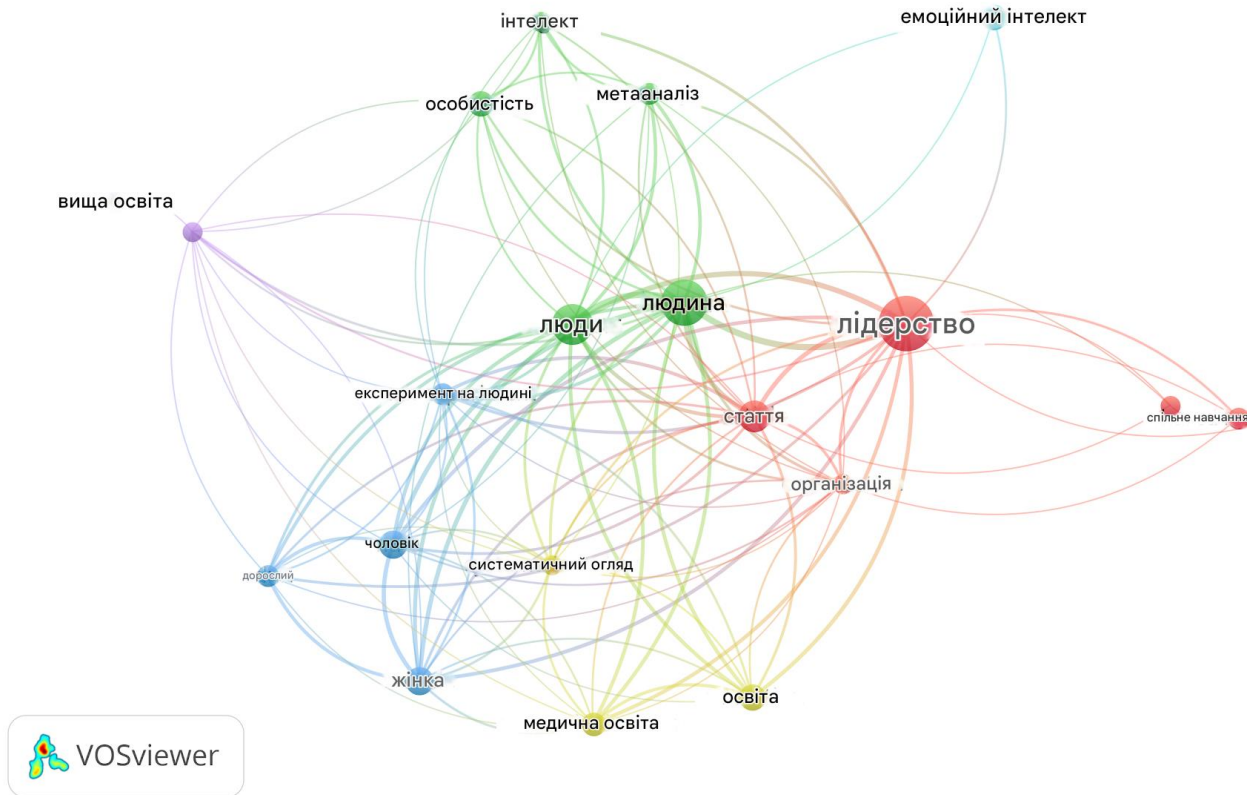 емоційний інтелект
інтелект
метааналіз
особистість
вища освіта
людина
люди
лідерство
експеримент на людині
стаття
спільне навчання
організація
чоловік
систематичний огляд
дорослий
жінка
освіта
медична освіта
VOSviewer